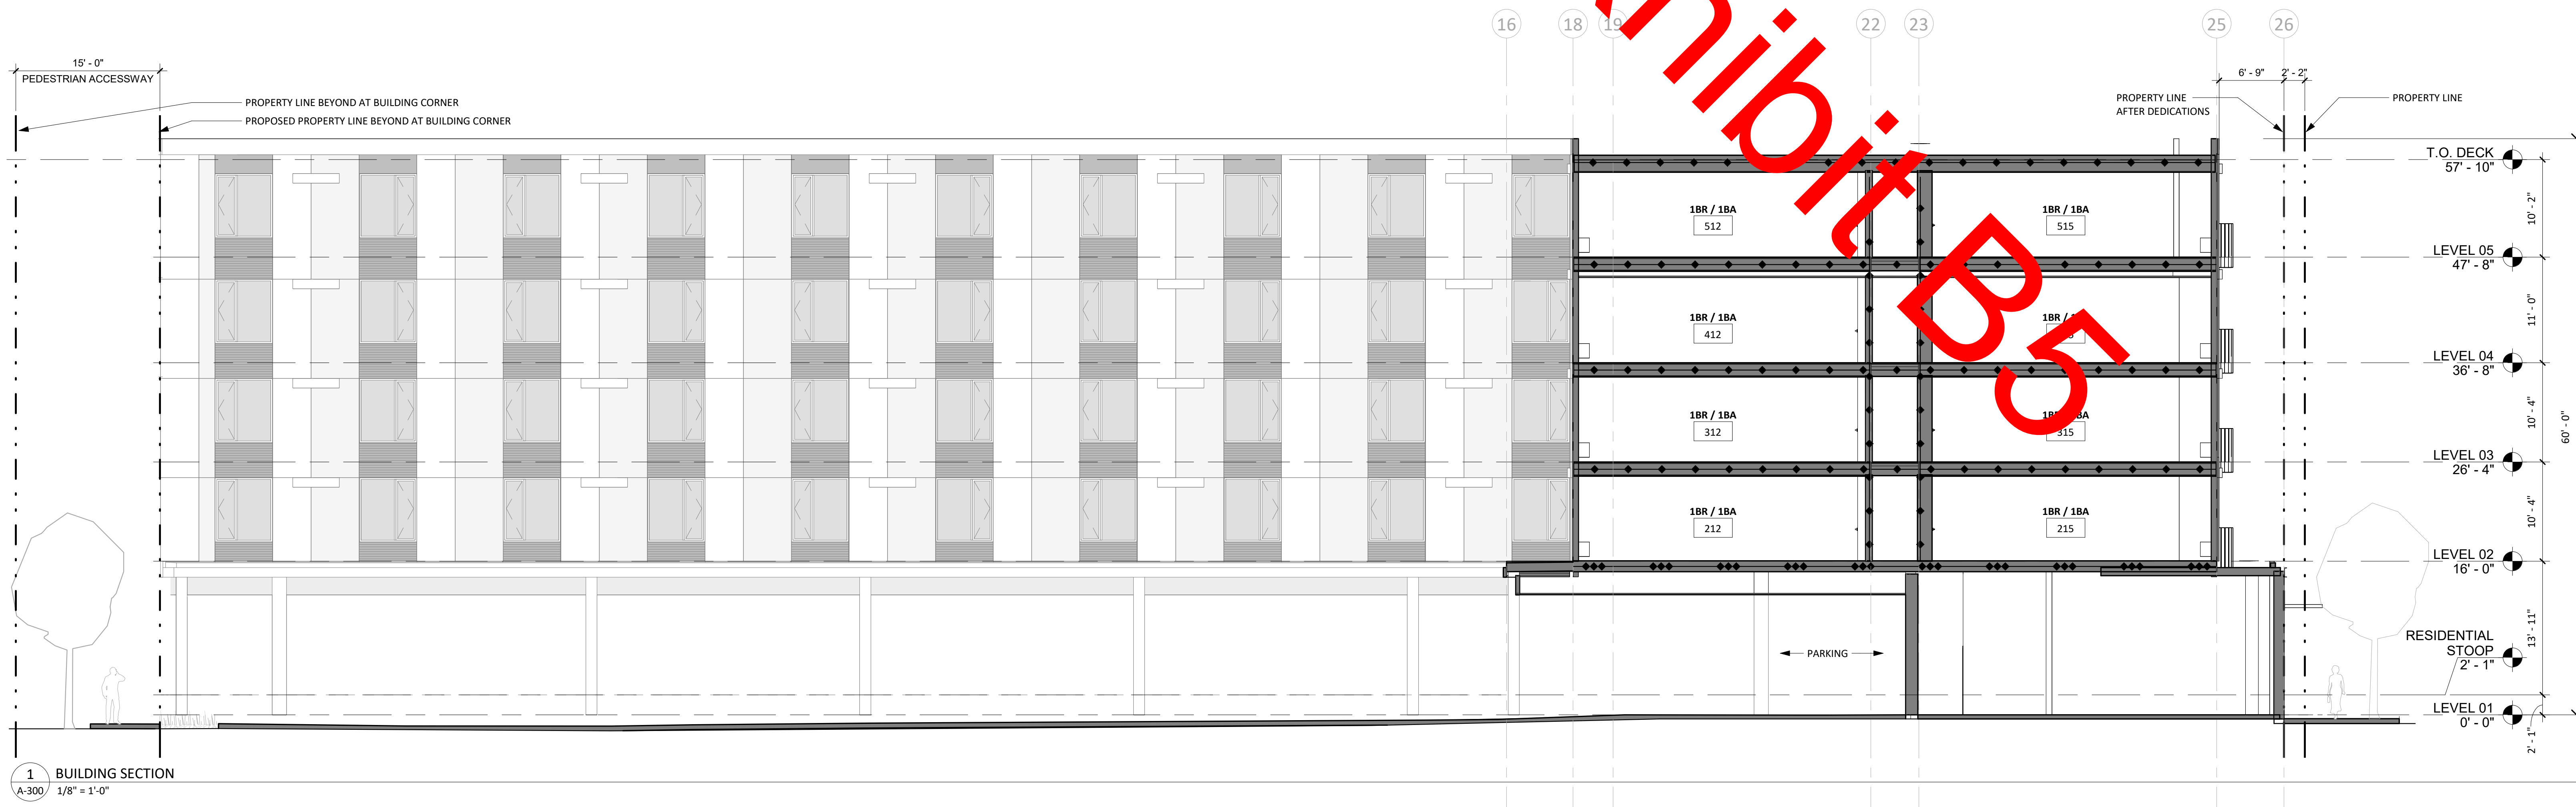 16
18
19
22
23
25
26
15' - 0"
PEDESTRIAN ACCESSWAY
PROPERTY LINE BEYOND AT BUILDING CORNER
PROPOSED PROPERTY LINE BEYOND AT BUILDING CORNER
6' - 9"
2' - 2"
PROPERTY LINE
AFTER DEDICATIONS
PROPERTY LINE
hibit B5
T.O. DECK
57' - 10"
10' - 2"
1BR / 1BA
512
1BR / 1BA
515
LEVEL 05
47' - 8"
11' - 0"
1BR / 1BA
412
1BR /
LEVEL 04
36' - 8"
10' - 4"
60' - 0"
1BR / 1BA
312
315
LEVEL 03
26' - 4"
10' - 4"
1BR / 1BA
212
1BR / 1BA
215
LEVEL 02
16' - 0"
13' - 11"
PARKING
RESIDENTIAL
STOOP
2' - 1"
LEVEL 01
0' - 0"
2' - 1"
1
BUILDING SECTION
A-300
1/8" = 1'-0"